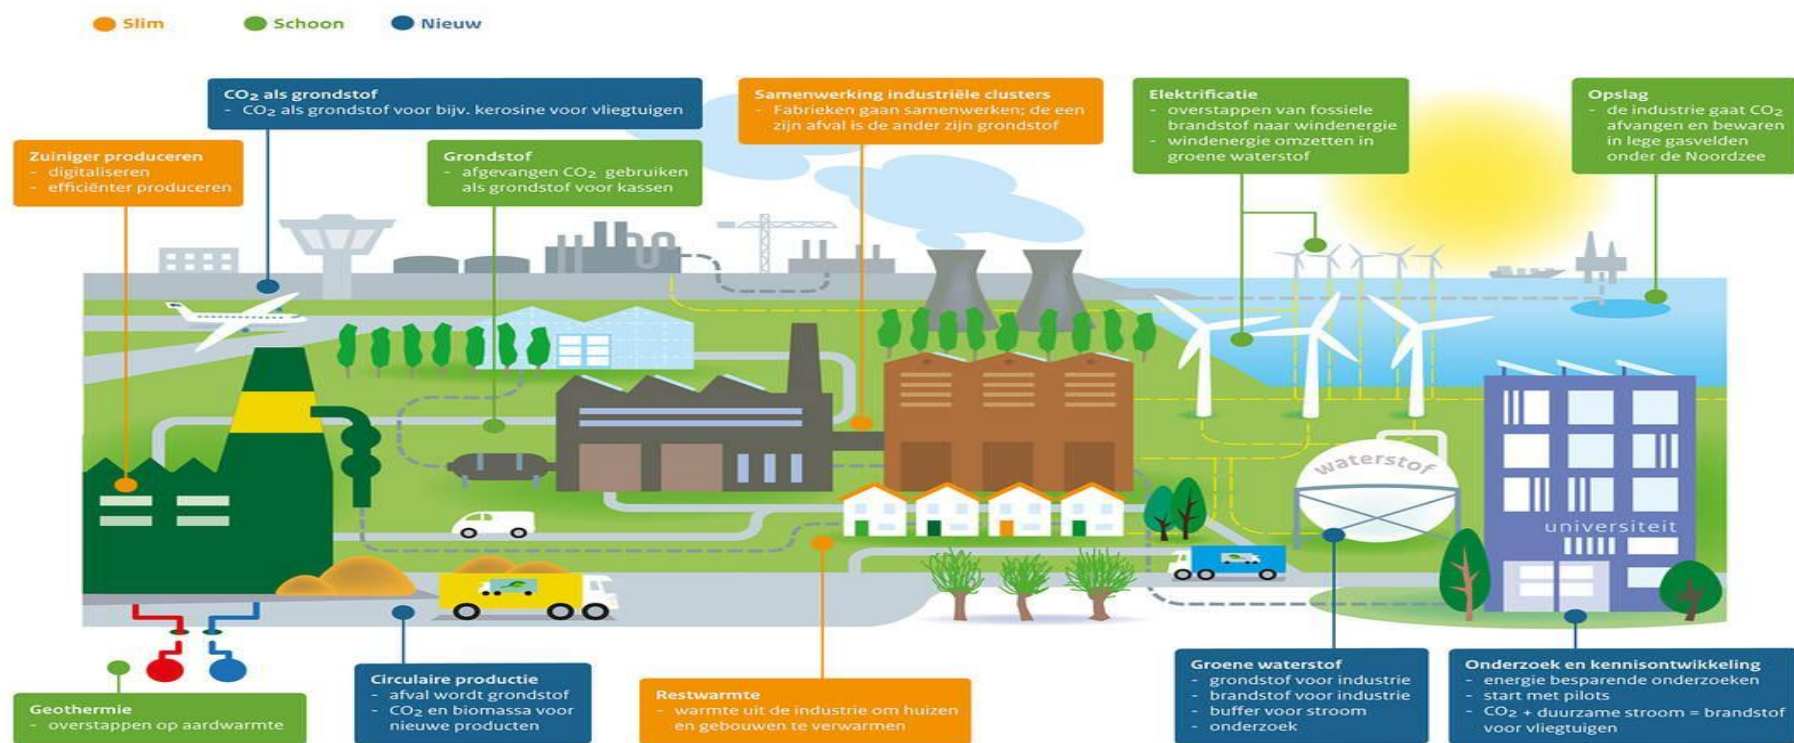 Slim
Schoon
Nieuw
CO₂ als grondstof
- CO₂ als grondstof voor bijv. kerosine voor vliegtuigen
Samenwerking industriële clusters
- Fabrieken gaan samenwerken; de een
zijn afval is de ander zijn grondstof
Elektrificatie
- overstappen van fossiele
brandstof naar windenergie
- windenergie omzetten in
groene waterstof
Opslag
- de industrie gaat CO₂
afvangen en bewaren
in lege gasvelden
onder de Noordzee
Zuiniger produceren
- digitaliseren
- efficiënter produceren
Grondstof
- afgevangen CO₂ gebruiken
als grondstof voor kassen
waterstof
universiteit
Geothermie
- overstappen op aardwarmte
Circulaire productie
- afval wordt grondstof
- CO₂ en biomassa voor
nieuwe producten
Restwarmte
- warmte uit de industrie om huizen
en gebouwen te verwarmen
Groene waterstof
- grondstof voor industrie
- brandstof voor industrie
- buffer voor stroom
- onderzoek
Onderzoek en kennisontwikkeling
- energie besparende onderzoeken
- start met pilots
- CO₂ + duurzame stroom = brandstof
voor vliegtuigen